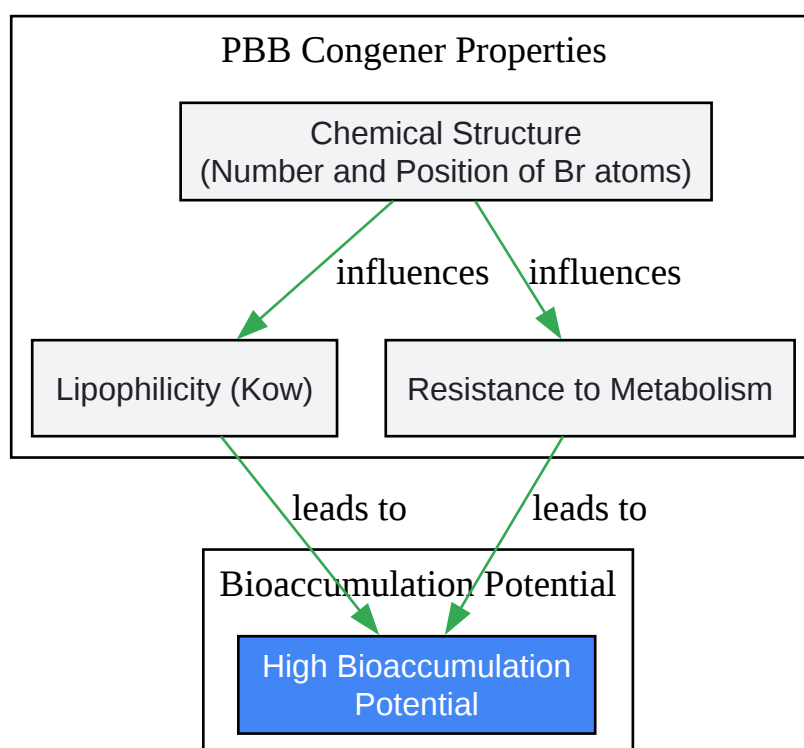 PBB Congener Properties
Chemical Structure
(Number and Position of Br atoms)
influences
influences
Lipophilicity (Kow)
Resistance to Metabolism
leads to
leads to
Bioaccumulation Potential
High Bioaccumulation
Potential